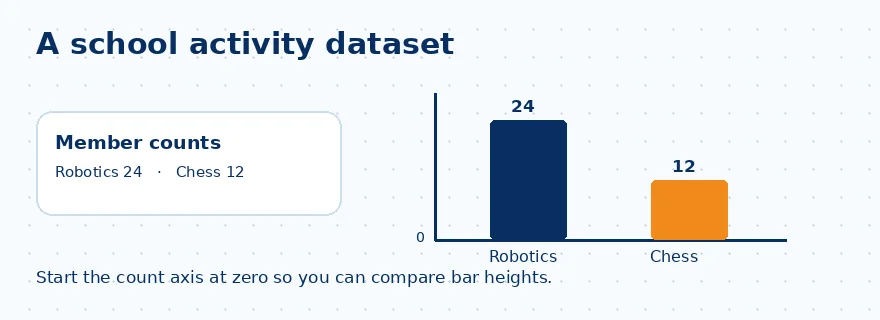 A school activity dataset
Member counts
Robotics 24 · Chess 12
24
12
0
Robotics
Chess
Start the count axis at zero so you can compare bar heights.